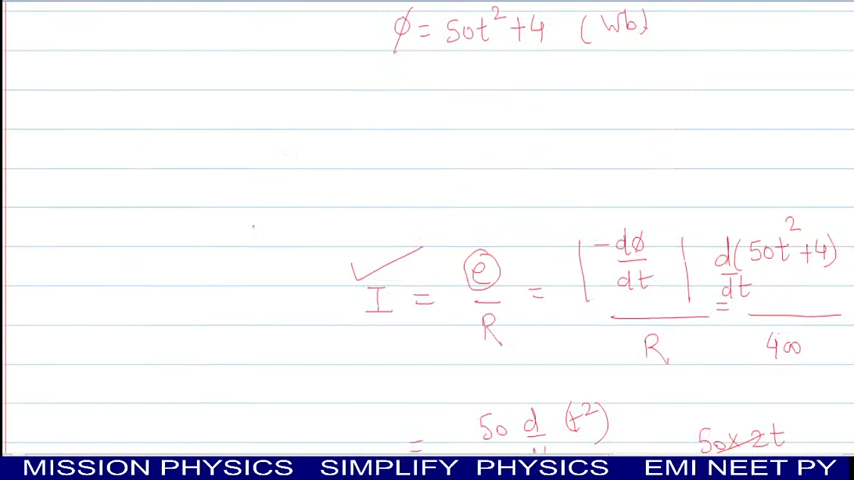 φ = 50t² + 4 (Wb)
I = e/R = |-dφ/dt|/R = d/dt(50t² + 4)/400
= 50 d (t²) 50×2t
MISSION PHYSICS SIMPLIFY PHYSICS EMI NEET PY